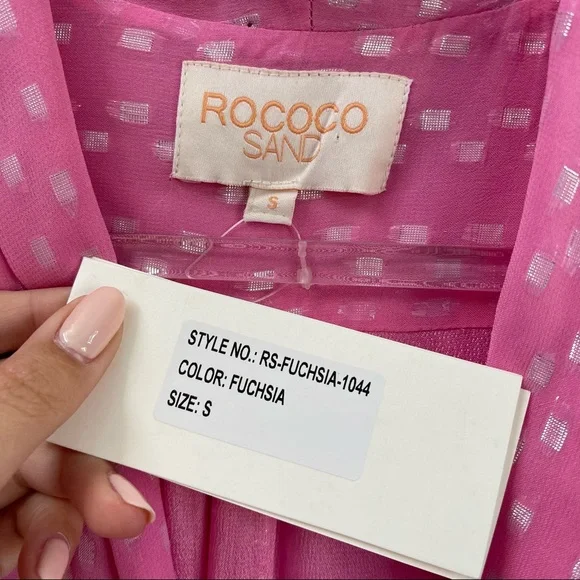 ROCOCO
SAND
S
STYLE NO.: RS-FUCHSIA-1044
COLOR: FUCHSIA
SIZE: S